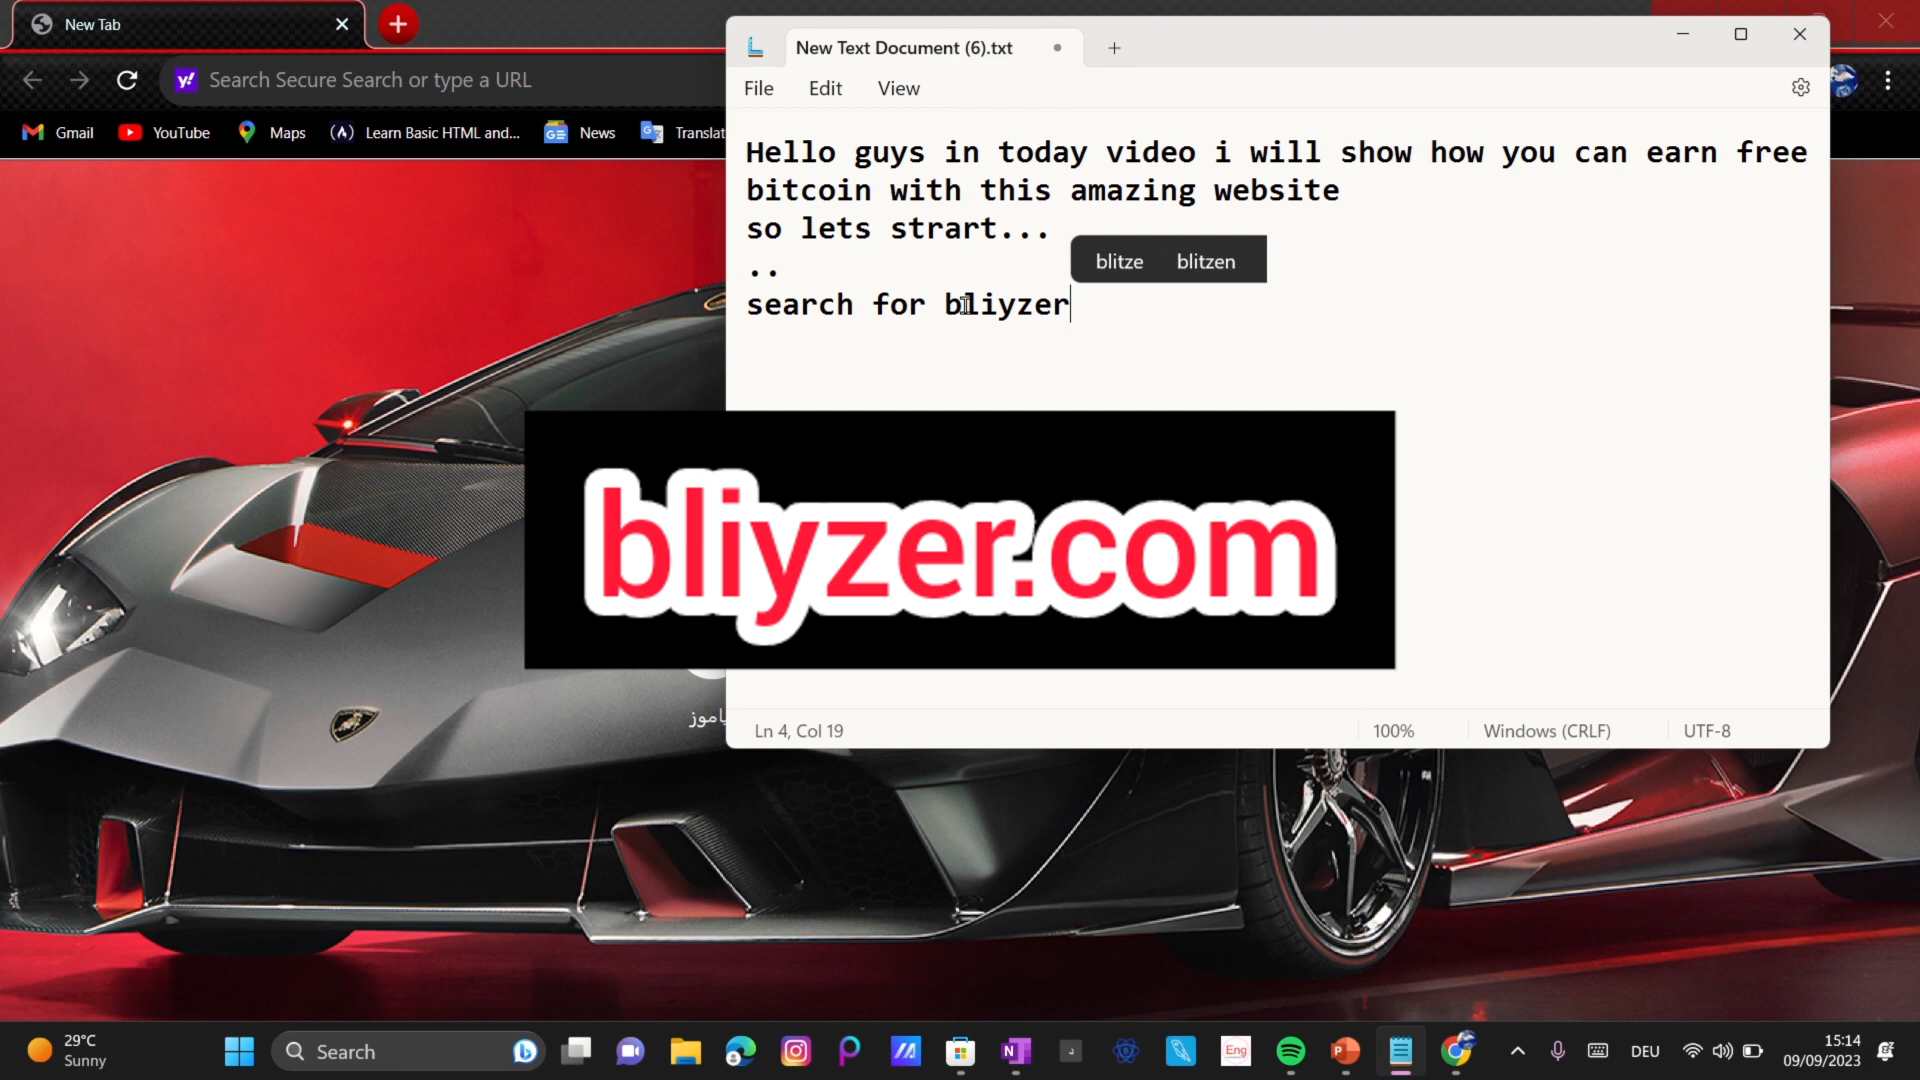 New Tab
Search Secure Search or type a URL
Gmail
YouTube
Maps
Learn Basic HTML and...
News
Translat
New Text Document (6).txt
File
Edit
View
Hello guys in today video i will show how you can earn free
bitcoin with this amazing website
so lets strart...
..
blitze blitzen
search for bliyzer
bliyzer.com
Ln 4, Col 19
100%
Windows (CRLF)
UTF-8
29°C
Sunny
Search
Eng
DEU
15:14
09/09/2023